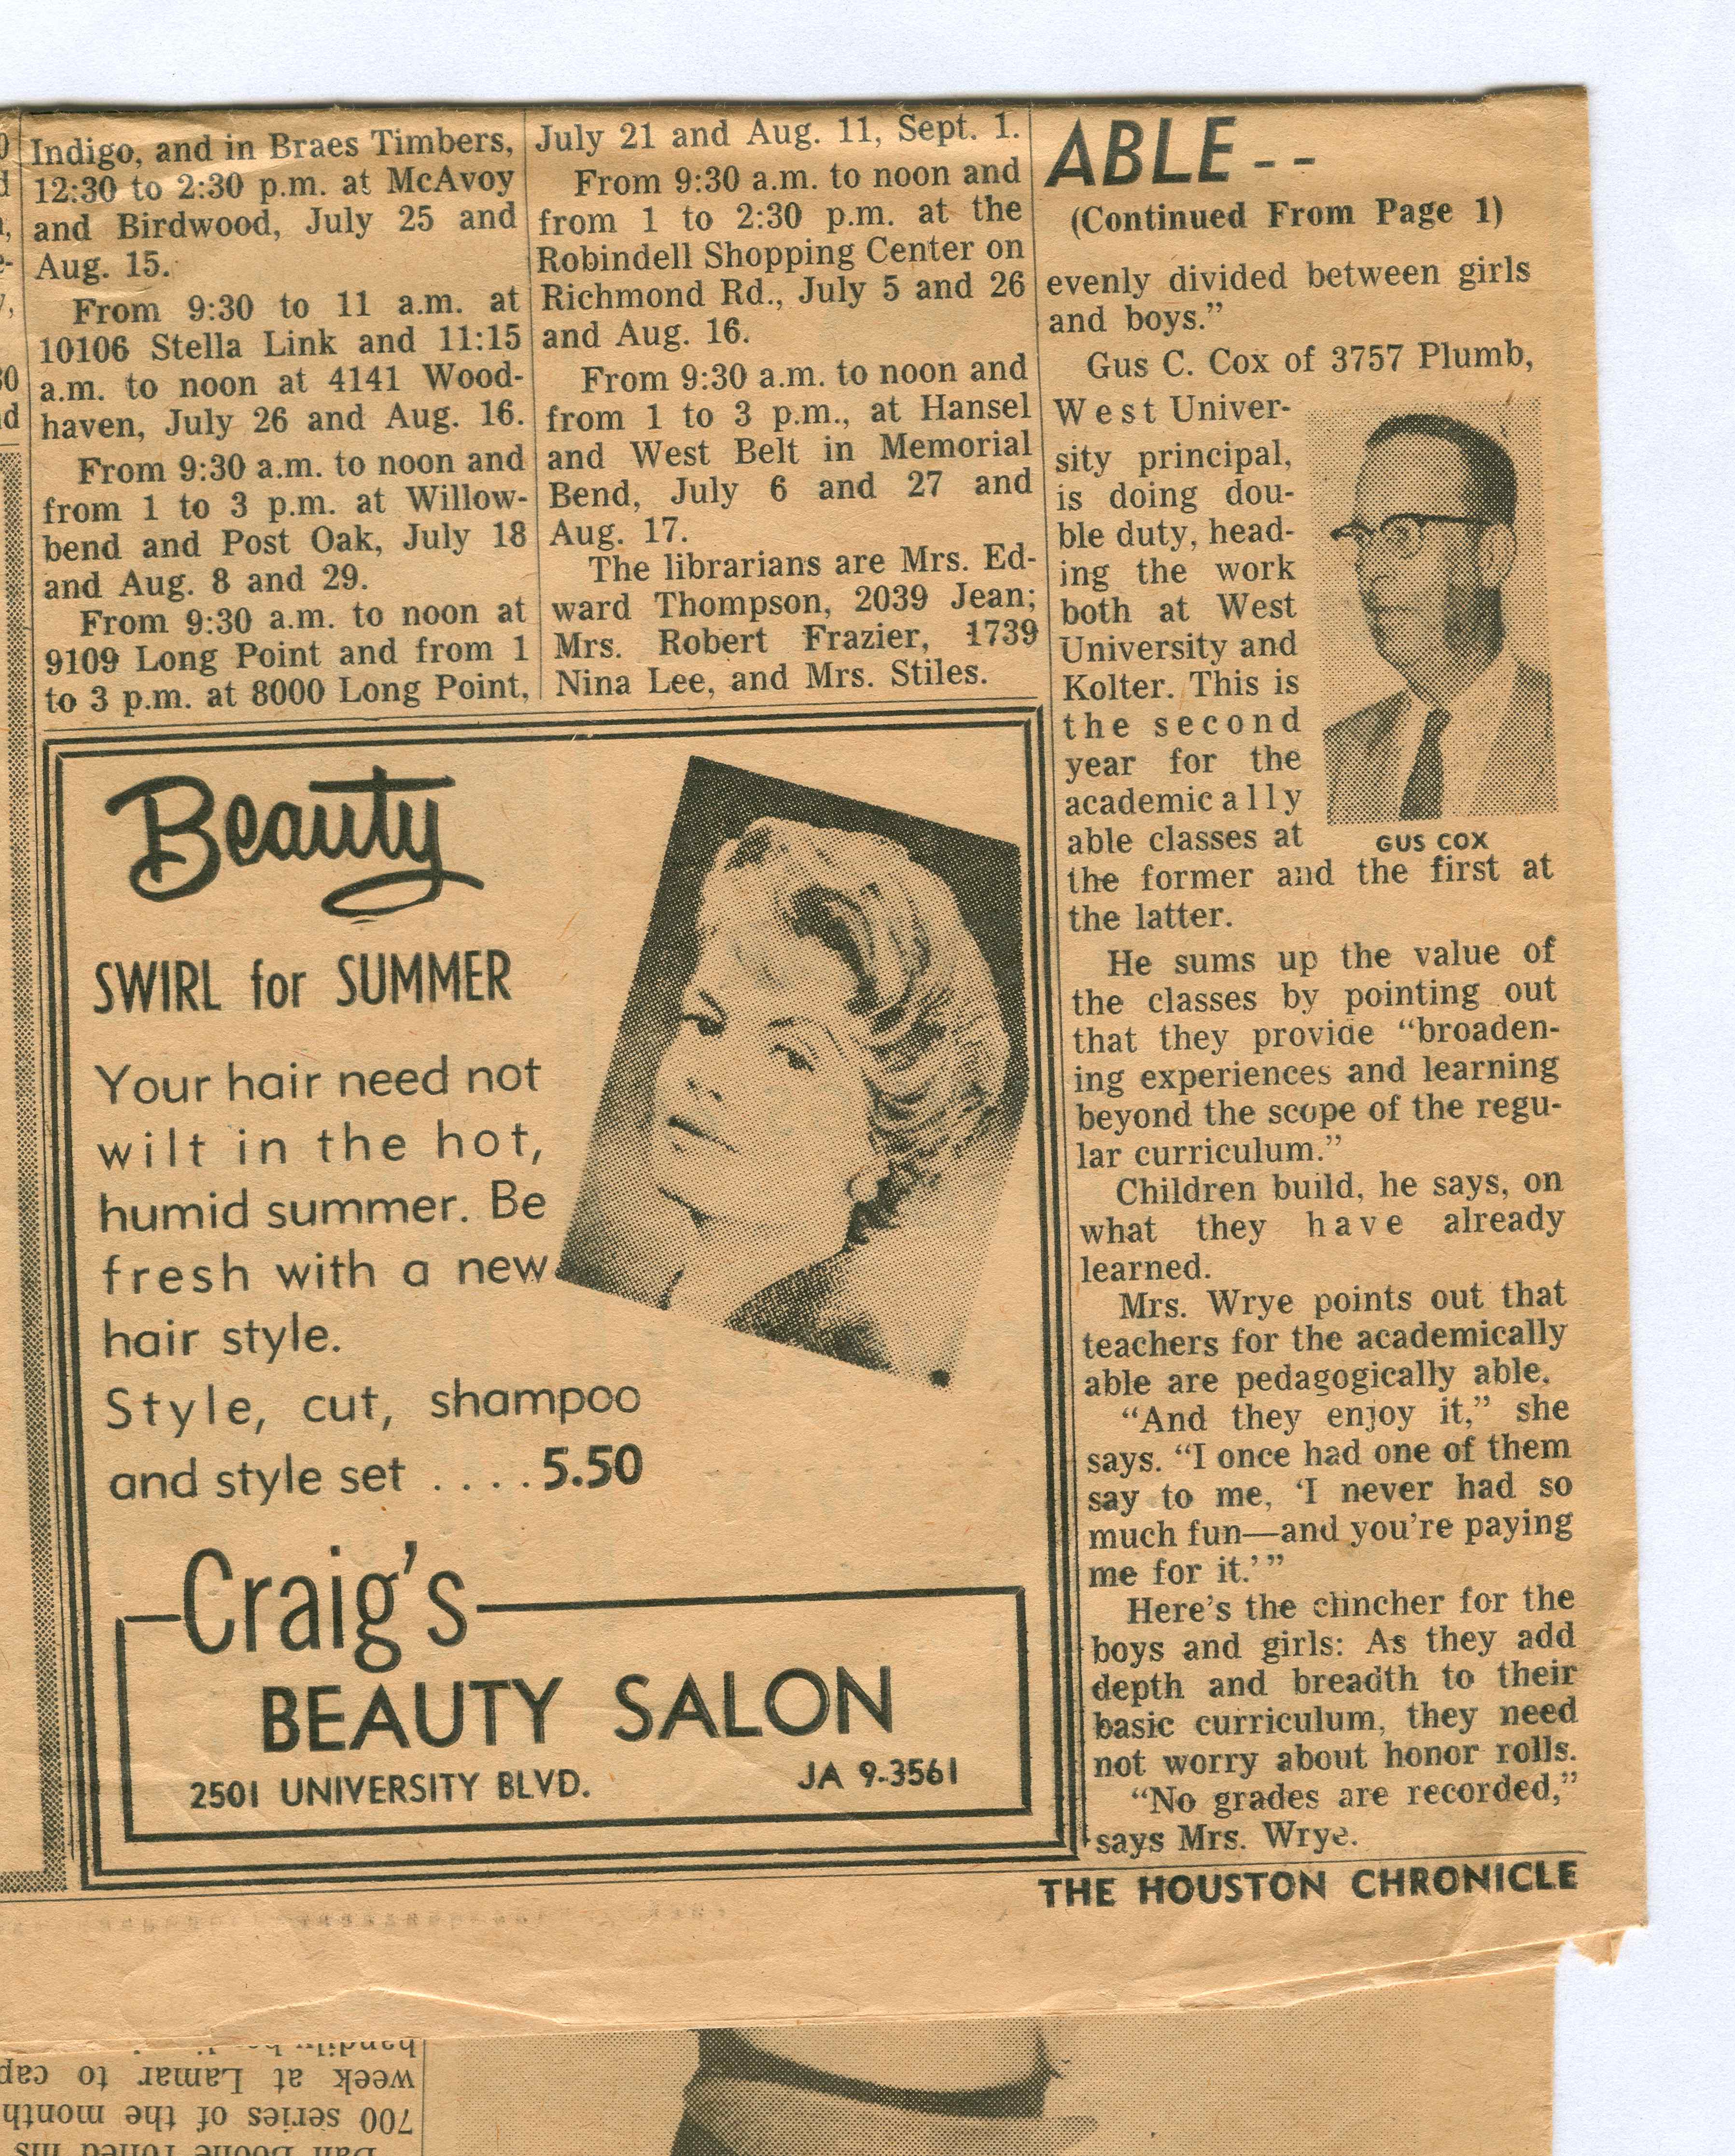 Indigo, and in Braes Timbers,
12:30 to 2:30 p.m. at McAvoy
and Birdwood, July 25 and
Aug. 15.
From 9:30 to 11 a.m. at
10106 Stella Link and 11:15
a.m. to noon at 4141 Wood-
haven, July 26 and Aug. 16.
From 9:30 a.m. to noon and
from 1 to 3 p.m. at Willow-
bend and Post Oak, July 18
and Aug. 8 and 29.
From 9:30 a.m. to noon at
9109 Long Point and from 1
to 3 p.m. at 8000 Long Point,
July 21 and Aug. 11, Sept. 1.
From 9:30 a.m. to noon and
from 1 to 2:30 p.m. at the
Robindell Shopping Center on
Richmond Rd., July 5 and 26
and Aug. 16.
From 9:30 a.m. to noon and
from 1 to 3 p.m., at Hansel
and West Belt in Memorial
Bend, July 6 and 27 and
Aug. 17.
The librarians are Mrs. Ed-
ward Thompson, 2039 Jean;
Mrs. Robert Frazier, 1739
Nina Lee, and Mrs. Stiles.
Beauty
SWIRL for SUMMER
Your hair need not
wilt in the hot,
humid summer. Be
fresh with a new
hair style.
Style, cut, shampoo
and style set .... 5.50
Craig's
BEAUTY SALON
2501 UNIVERSITY BLVD. JA 9-3561
ABLE--
(Continued From Page 1)
evenly divided between girls
and boys.”
Gus C. Cox of 3757 Plumb,
West Univer-
sity principal,
is doing dou-
ble duty, head-
ing the work
both at West
University and
Kolter. This is
the second
year for the
academically
able classes at
GUS COX
the former and the first at
the latter.
He sums up the value of
the classes by pointing out
that they provide “broaden-
ing experiences and learning
beyond the scope of the regu-
lar curriculum.”
Children build, he says, on
what they have already
learned.
Mrs. Wrye points out that
teachers for the academically
able are pedagogically able.
“And they enjoy it,” she
says. “I once had one of them
say to me, ‘I never had so
much fun—and you're paying
me for it.’”
Here's the clincher for the
boys and girls: As they add
depth and breadth to their
basic curriculum, they need
not worry about honor rolls.
“No grades are recorded,”
says Mrs. Wrye.
THE HOUSTON CHRONICLE
700 series of the month
week at Lamar to cap